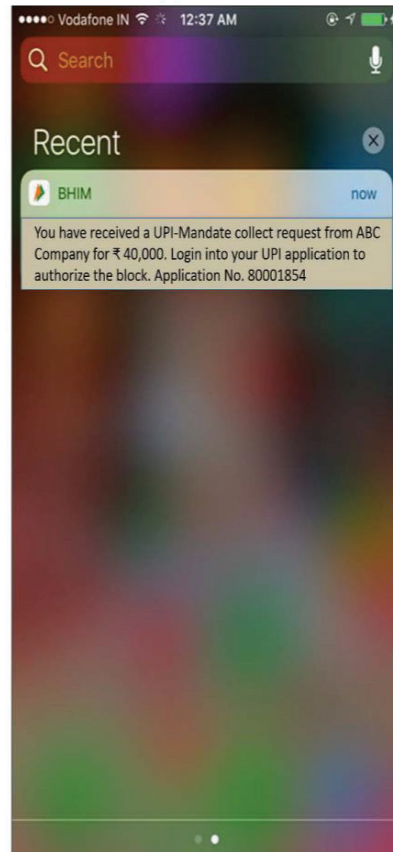 ●●●●○ Vodafone IN 12:37 AM
Search
Recent
BHIM now
You have received a UPI-Mandate collect request from ABC
Company for ₹ 40,000. Login into your UPI application to
authorize the block. Application No. 80001854